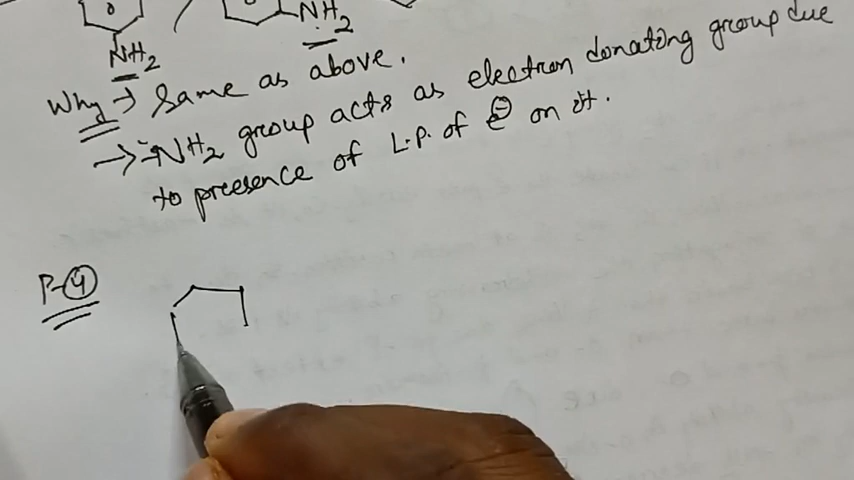 NH2
NH2
Why → Same as above.
→ -NH2 group acts as electron donating group due
to presence of L.P. of e⊖ on it.
P-4